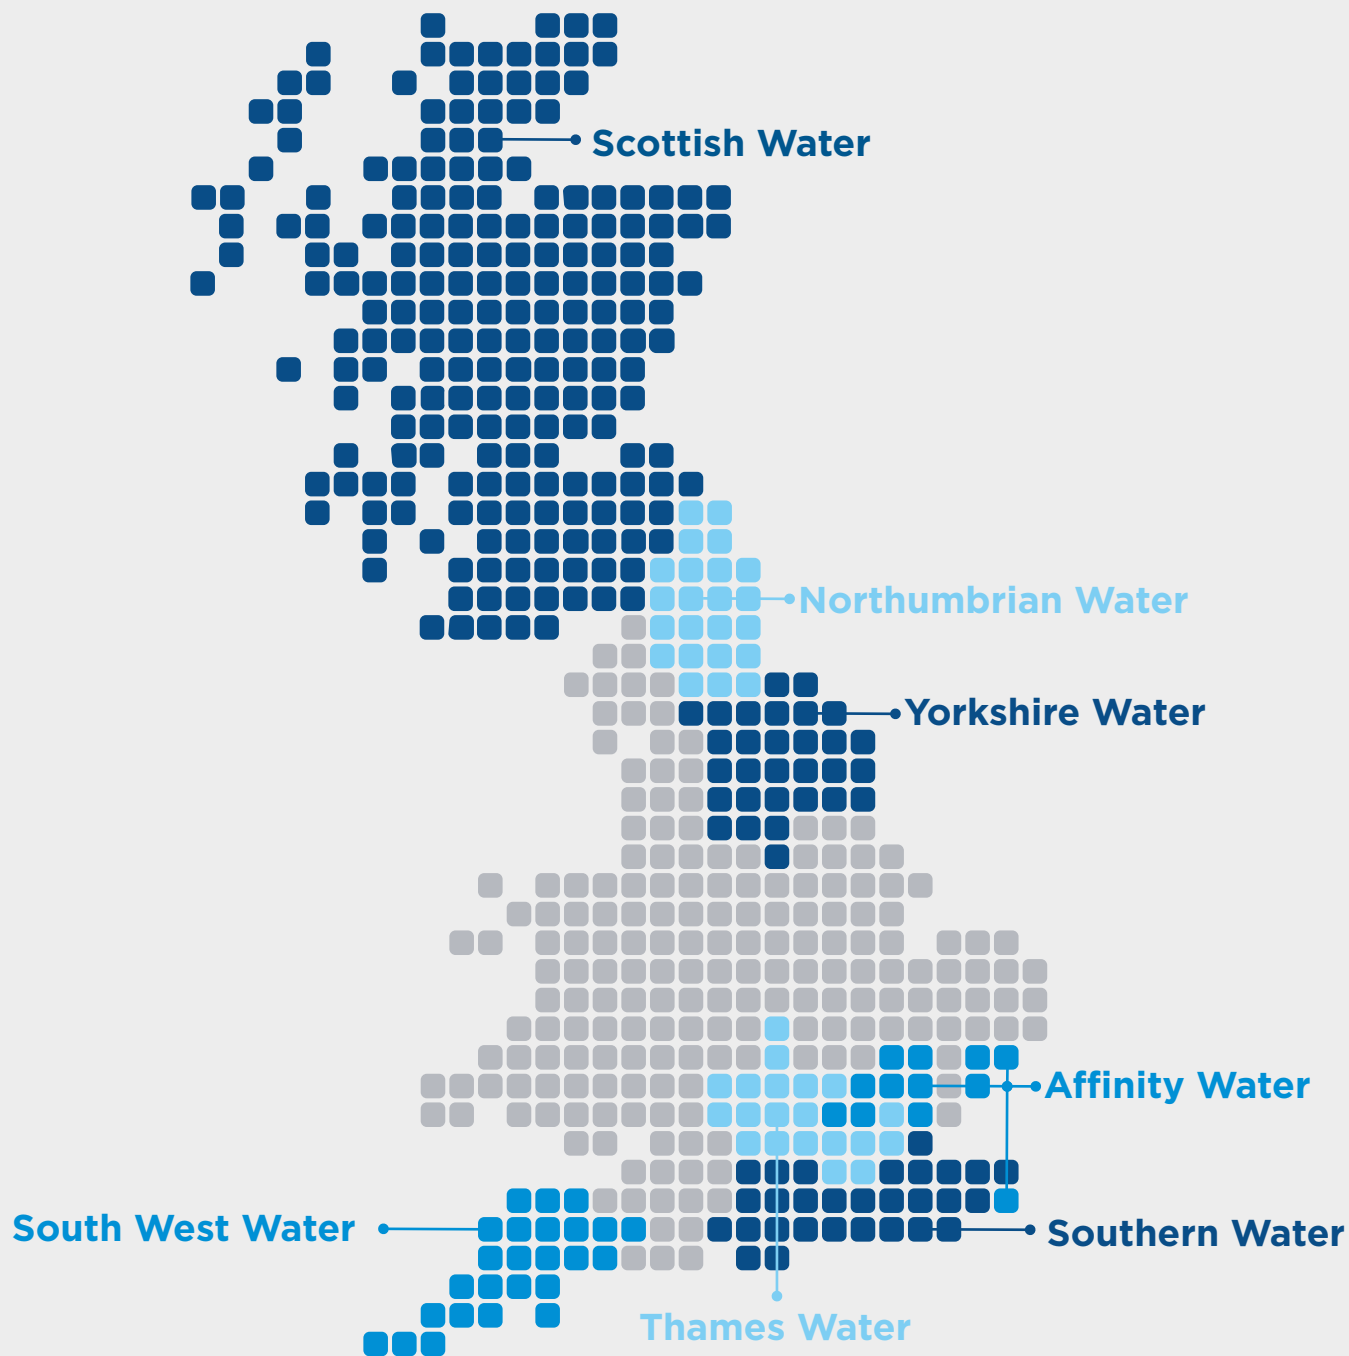 Scottish Water
Northumbrian Water
Yorkshire Water
Affinity Water
South West Water
Southern Water
Thames Water